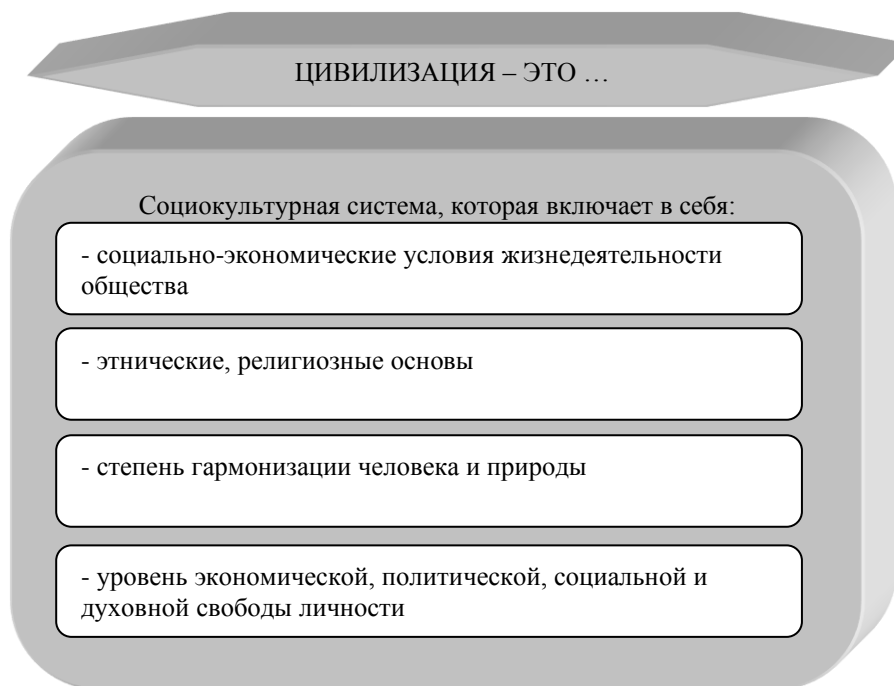 ЦИВИЛИЗАЦИЯ – ЭТО …
Социокультурная система, которая включает в себя:
- социально-экономические условия жизнедеятельности
общества
- этнические, религиозные основы
- степень гармонизации человека и природы
- уровень экономической, политической, социальной и
духовной свободы личности